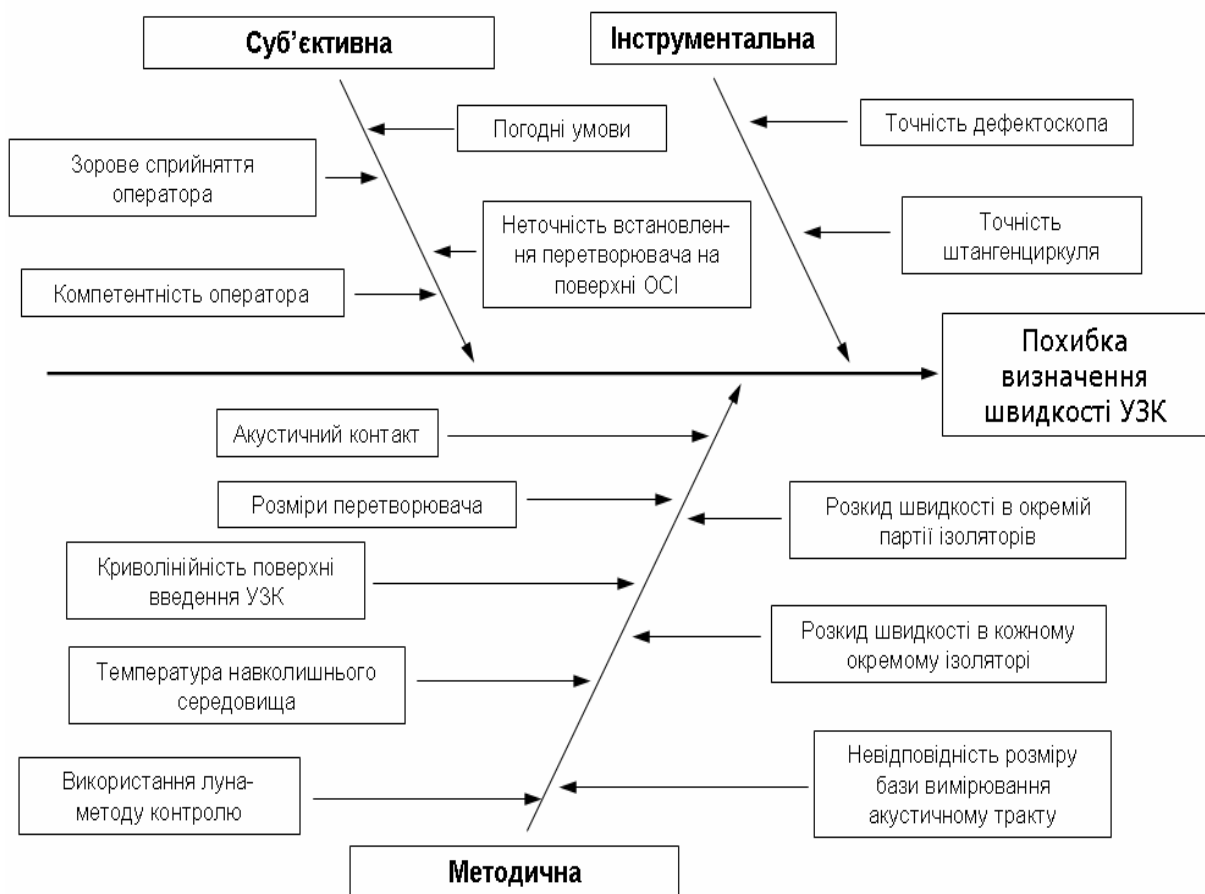 Суб’єктивна
Інструментальна
Погодні умови
Точність дефектоскопа
Зорове сприйняття
оператора
Неточність встановлен-
ня перетворювача на
поверхні ОСІ
Точність
штангенциркуля
Компетентність оператора
Похибка
визначення
швидкості УЗК
Акустичний контакт
Розміри перетворювача
Розкид швидкості в окремій
партії ізоляторів
Криволінійність поверхні
введення УЗК
Розкид швидкості в кожному
окремому ізоляторі
Температура навколишнього
середовища
Невідповідність розміру
бази вимірювання
акустичному тракту
Використання луна-
методу контролю
Методична